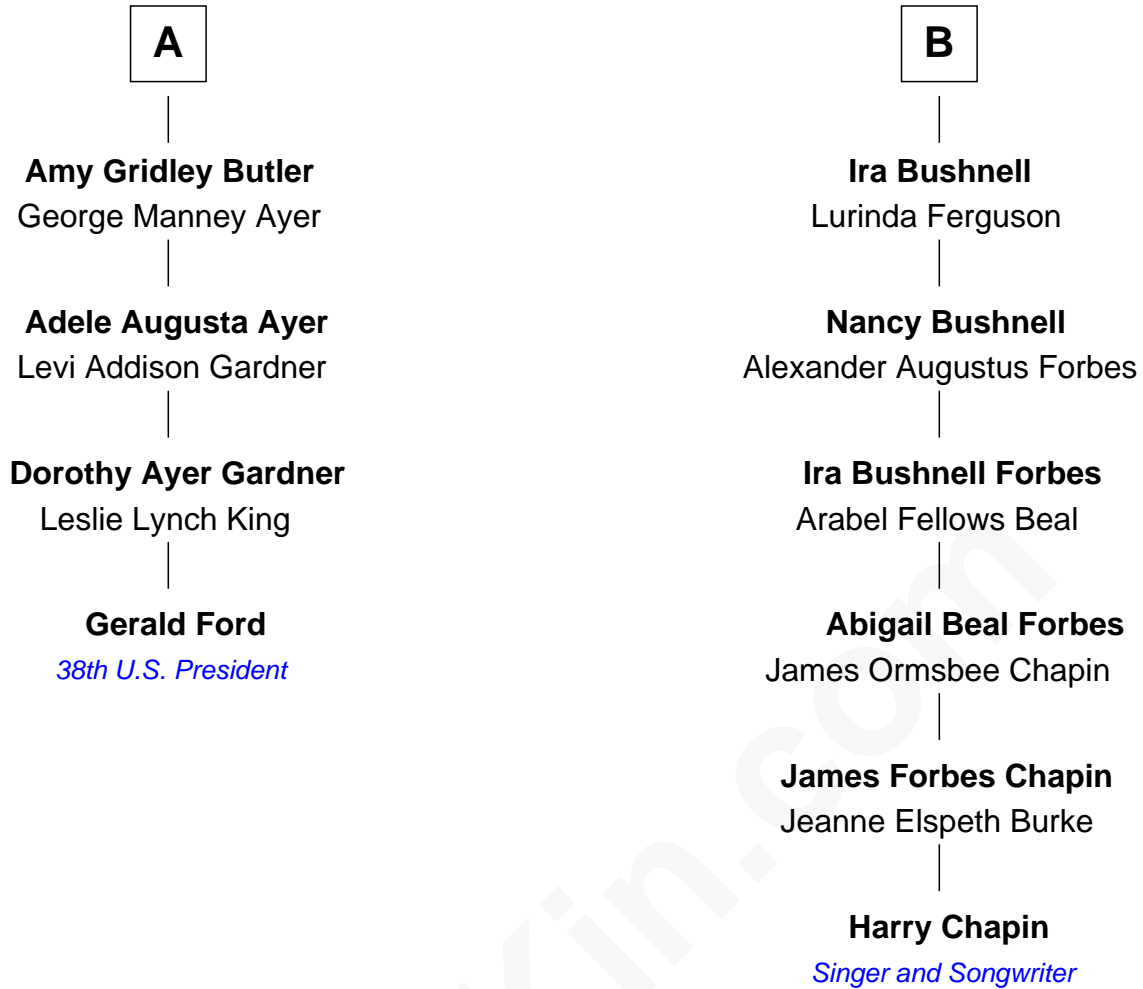 A
Amy Gridley Butler
George Manney Ayer
Adele Augusta Ayer
Levi Addison Gardner
Dorothy Ayer Gardner
Leslie Lynch King
Gerald Ford
38th U.S. President
B
Ira Bushnell
Lurinda Ferguson
Nancy Bushnell
Alexander Augustus Forbes
Ira Bushnell Forbes
Arabel Fellows Beal
Abigail Beal Forbes
James Ormsbee Chapin
James Forbes Chapin
Jeanne Elspeth Burke
Harry Chapin
Singer and Songwriter